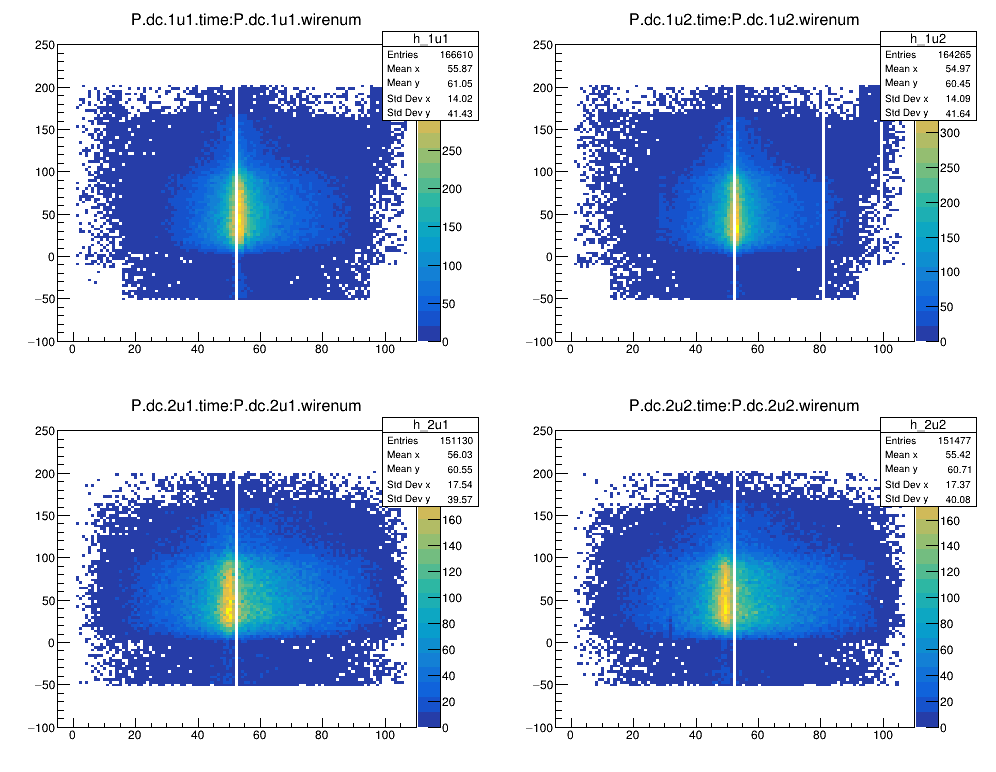 P.dc.1u1.time:P.dc.1u1.wirenum
h_1u1
Entries 166610
Mean x 55.87
Mean y 61.05
Std Dev x 14.02
Std Dev y 41.43
250
200
150
100
50
0
−50
−100
0 20 40 60 80 100
250
200
150
100
50
0
P.dc.1u2.time:P.dc.1u2.wirenum
h_1u2
Entries 164265
Mean x 54.97
Mean y 60.45
Std Dev x 14.09
Std Dev y 41.64
250
200
150
100
50
0
−50
−100
0 20 40 60 80 100
300
250
200
150
100
50
0
P.dc.2u1.time:P.dc.2u1.wirenum
h_2u1
Entries 151130
Mean x 56.03
Mean y 60.55
Std Dev x 17.54
Std Dev y 39.57
250
200
150
100
50
0
−50
−100
0 20 40 60 80 100
160
140
120
100
80
60
40
20
0
P.dc.2u2.time:P.dc.2u2.wirenum
h_2u2
Entries 151477
Mean x 55.42
Mean y 60.71
Std Dev x 17.37
Std Dev y 40.08
250
200
150
100
50
0
−50
−100
0 20 40 60 80 100
160
140
120
100
80
60
40
20
0